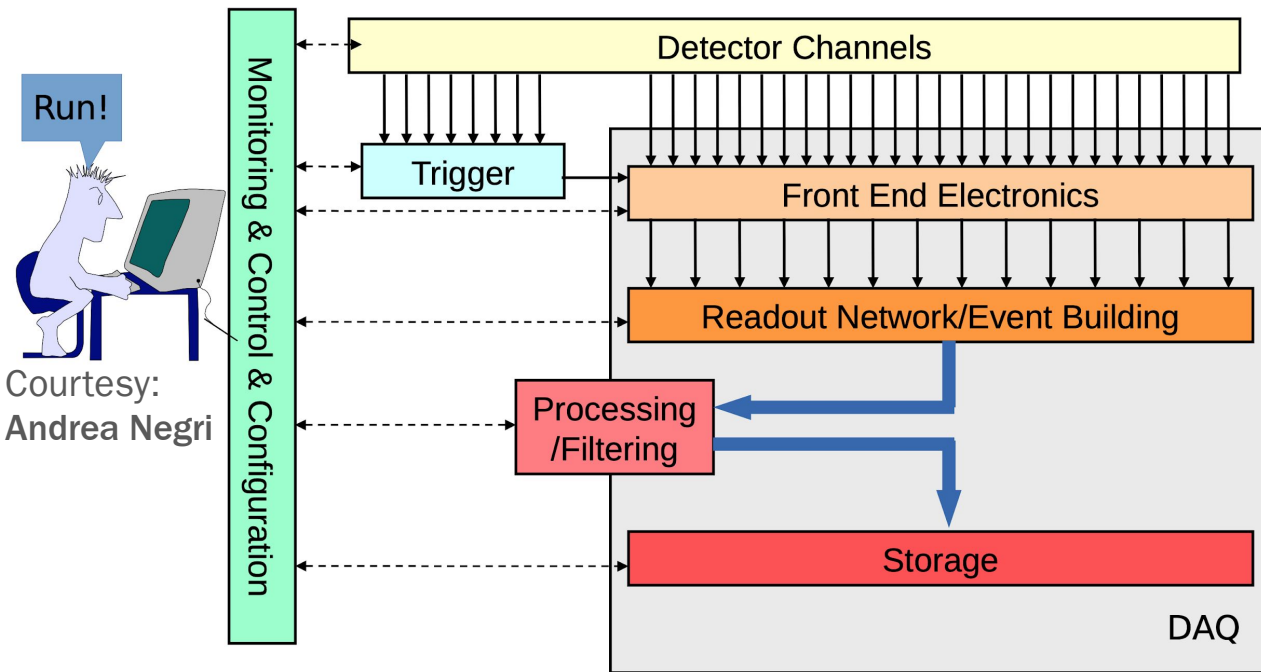 Detector Channels
Run!
Monitoring & Control & Configuration
Trigger
Front End Electronics
Readout Network/Event Building
Courtesy:
Andrea Negri
Processing
/Filtering
Storage
DAQ